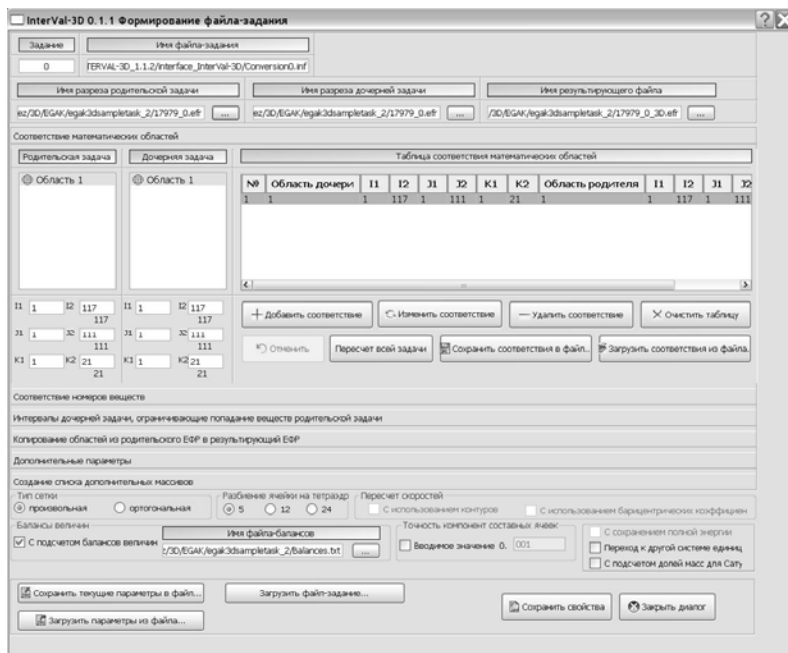 InterVal-3D 0.1.1 Формирование файла-задания
Задание Имя файла-задания
0 TERVAL-3D_1.1.2/interface_InterVal-3D/Conversion0.inf
Имя разреза родительской задачи Имя разреза дочерней задачи Имя результирующего файла
ez/3D/EGAK/egak3dsampletask_2/17979_0.efr ... ez/3D/EGAK/egak3dsampletask_2/17979_0.efr ... /3D/EGAK/egak3dsampletask_2/17979_0_3D.efr ...
Соответствие математических областей
Родительская задача Дочерняя задача Таблица соответствия математических областей
Область 1 Область 1
№ Область дочери I1 I2 J1 J2 K1 K2 Область родителя I1 I2 J1 J2
1 1 1 117 1 111 1 21 1 1 117 1 111
I1 1 I2 117 I1 1 I2 117
117 117
J1 1 J2 111 J1 1 J2 111
111 111
K1 1 K2 21 K1 1 K2 21
21 21
Добавить соответствие Изменить соответствие Удалить соответствие Очистить таблицу
Отменить Пересчет всей задачи Сохранить соответствия в файл.. Загрузить соответствия из файла.
Соответствие номеров веществ
Интервалы дочерней задачи, ограничивающие попадание веществ родительской задачи
Копирование областей из родительского ЕФР в результирующий ЕФР
Дополнительные параметры
Создание списка дополнительных массивов
Тип сетки Разбиение ячейки на тетраэдр Пересчет скоростей
произвольная ортогональная 5 12 24 С использованием контуров С использованием барицентрических коэффициен
Балансы величин Имя файла-балансов Точность компонент составных ячеек
С подсчетом балансов величин z/3D/EGAK/egak3dsampletask_2/Balances.txt ... Вводимое значение 0. 001
С сохранением полной энергии
Переход к другой системе единиц
С подсчетом долей масс для Сату
Сохранить текущие параметры в файл... Загрузить файл-задание...
Загрузить параметры из файла... Сохранить свойства Закрыть диалог